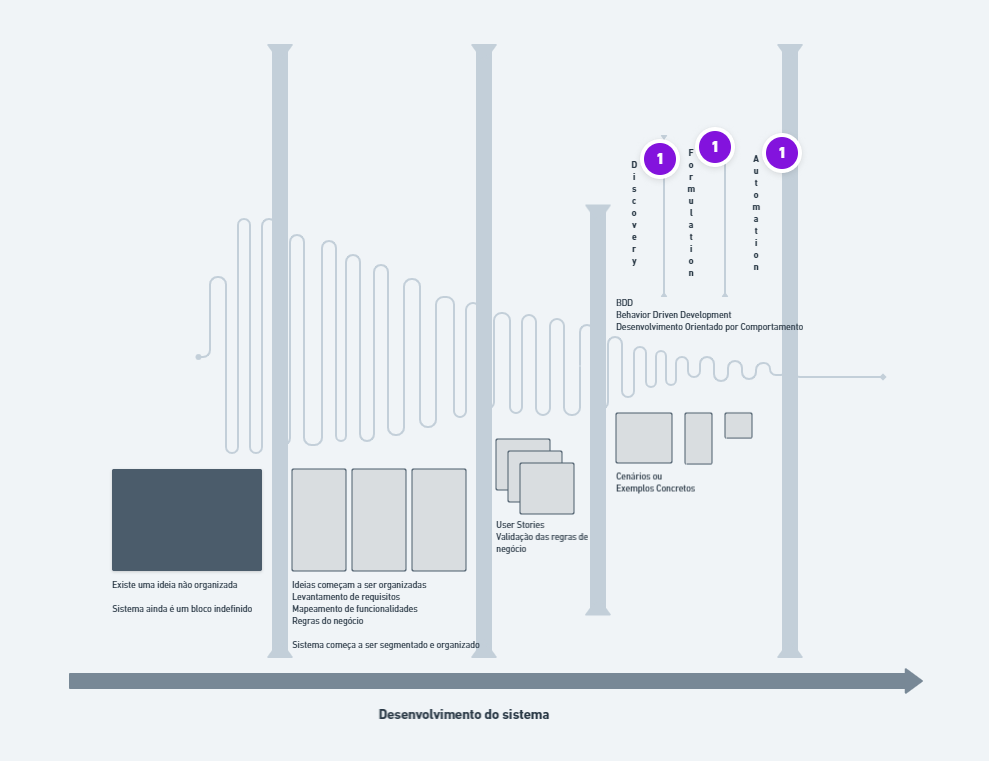 1
1
1
Discovery
Formulation
Automation
BDD
Behavior Driven Development
Desenvolvimento Orientado por Comportamento
Cenários ou
Exemplos Concretos
User Stories
Validação das regras de
negócio
Existe uma ideia não organizada
Sistema ainda é um bloco indefinido
Ideias começam a ser organizadas
Levantamento de requisitos
Mapeamento de funcionalidades
Regras do negócio
Sistema começa a ser segmentado e organizado
Desenvolvimento do sistema